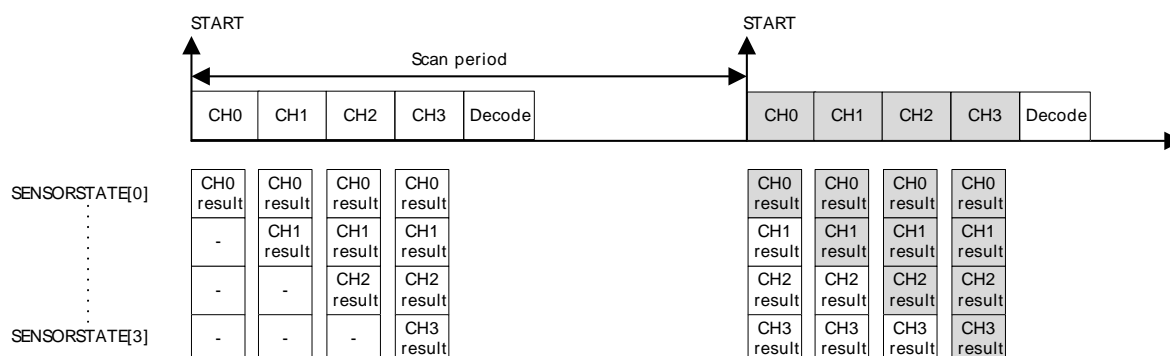 START START
Scan period
CH0 CH1 CH2 CH3 Decode CH0 CH1 CH2 CH3 Decode
SENSORSTATE[0] CH0 result CH0 result CH0 result CH0 result CH0 result CH0 result CH0 result CH0 result
- CH1 result CH1 result CH1 result CH1 result CH1 result CH1 result CH1 result
- - CH2 result CH2 result CH2 result CH2 result CH2 result CH2 result
SENSORSTATE[3] - - - CH3 result CH3 result CH3 result CH3 result CH3 result